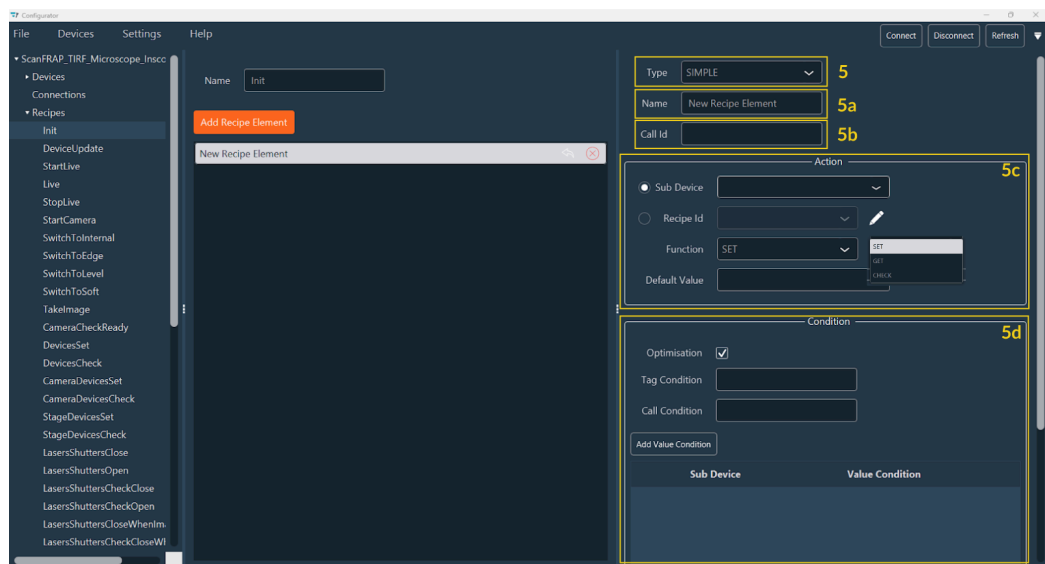 Configurator
File Devices Settings Help
Connect Disconnect Refresh
ScanFRAP_TIRF_Microscope_Inscc
Devices
Connections
Recipes
Init
DeviceUpdate
StartLive
Live
StopLive
StartCamera
SwitchToInternal
SwitchToEdge
SwitchToLevel
SwitchToSoft
TakeImage
CameraCheckReady
DevicesSet
DevicesCheck
CameraDevicesSet
CameraDevicesCheck
StageDevicesSet
StageDevicesCheck
LasersShuttersClose
LasersShuttersOpen
LasersShuttersCheckClose
LasersShuttersCheckOpen
LasersShuttersCloseWhenIm
LasersShuttersCheckCloseWh
Name Init
Add Recipe Element
New Recipe Element
Type SIMPLE 5
Name New Recipe Element 5a
Call Id 5b
Action 5c
Sub Device
Recipe Id
Function SET
SET
GET
CHECK
Default Value
Condition 5d
Optimisation
Tag Condition
Call Condition
Add Value Condition
Sub Device Value Condition